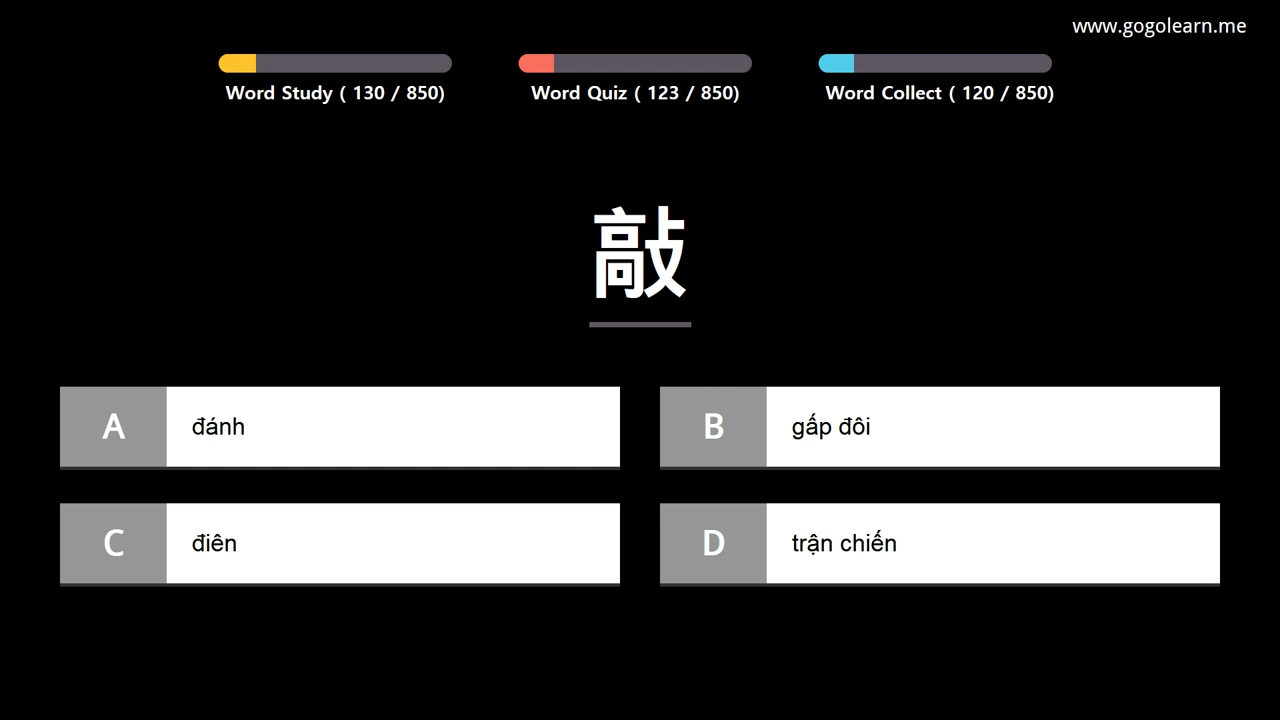 www.gogolearn.me
Word Study ( 130 / 850)
Word Quiz ( 123 / 850)
Word Collect ( 120 / 850)
敲
A đánh
B gấp đôi
C điên
D trận chiến